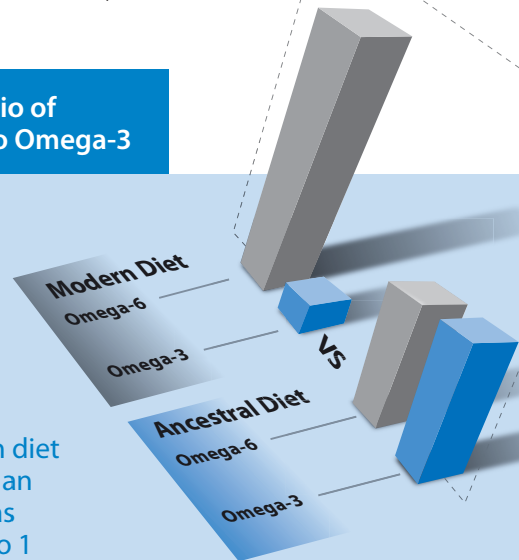 io of
o Omega-3
Modern Diet
Omega-6
Omega-3
vs
Ancestral Diet
Omega-6
Omega-3
n diet
an
as
o 1